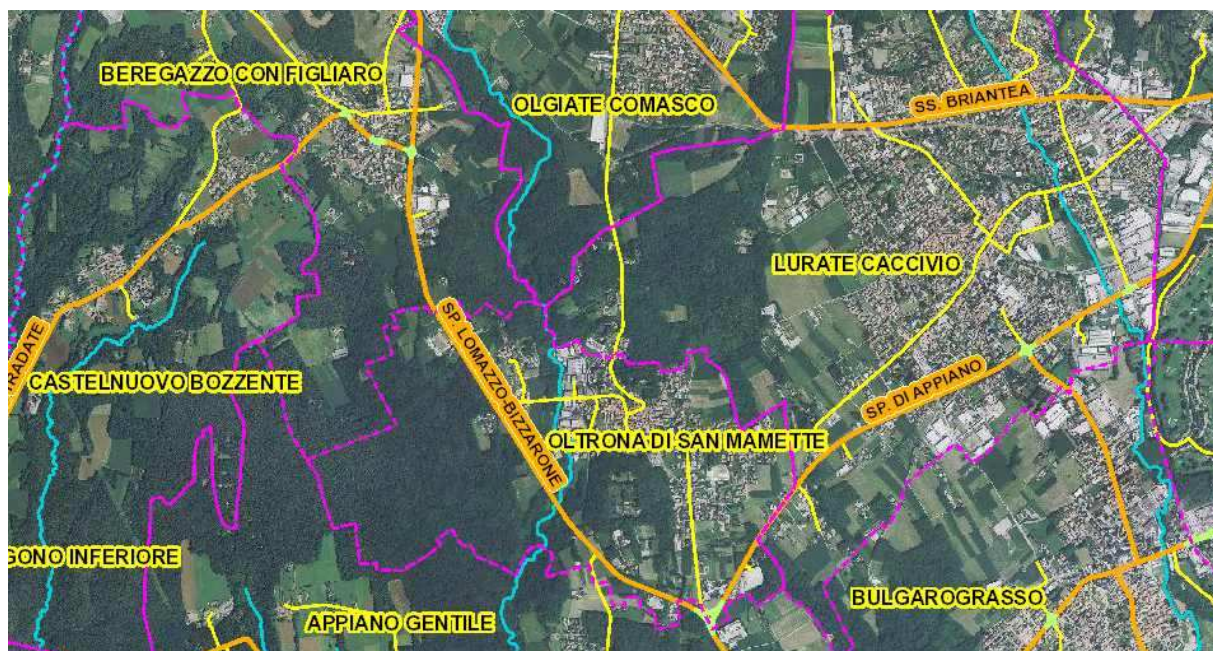 BEREGAZZO CON FIGLIARO
OLGIATE COMASCO
SS. BRIANTEA
LURATE CACCIVIO
SP. LOMAZZO-BIZZARONE
TRADATE
CASTELNUOVO BOZZENTE
SP. DI APPIANO
OLTRONA DI SAN MAMETTE
GONO INFERIORE
BULGAROGRASSO
APPIANO GENTILE